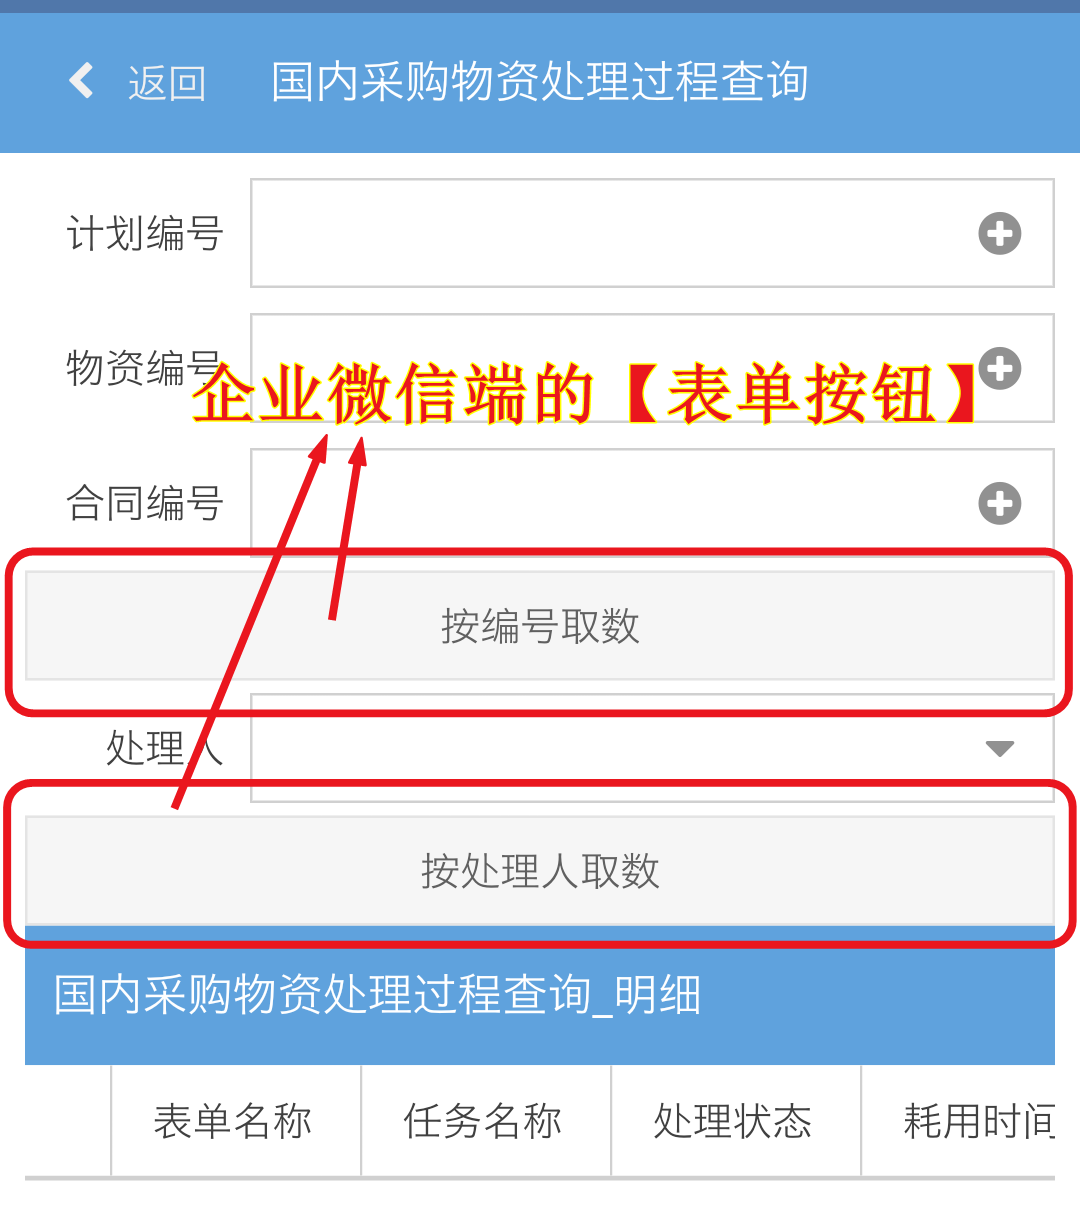 返回 国内采购物资处理过程查询
计划编号
物资编号
企业微信端的【表单按钮】
合同编号
按编号取数
处理人
按处理人取数
国内采购物资处理过程查询_明细
表单名称 任务名称 处理状态 耗用时间